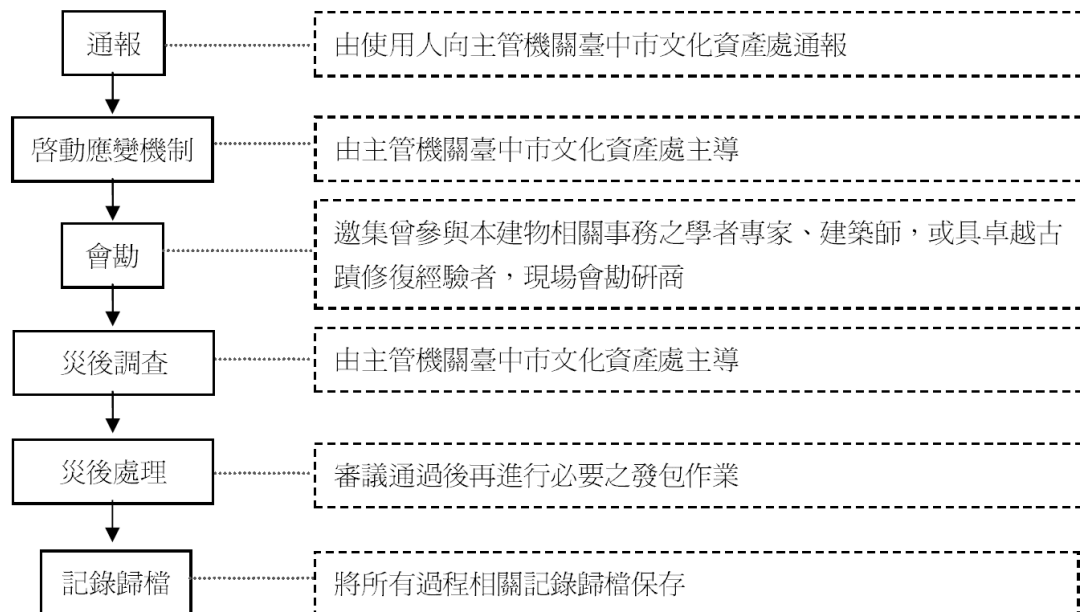 通報
由使用人向主管機關臺中市文化資產處通報
啓動應變機制
由主管機關臺中市文化資產處主導
會勘
邀集曾參與本建物相關事務之學者專家、建築師，或具卓越古
蹟修復經驗者，現場會勘研商
災後調查
由主管機關臺中市文化資產處主導
災後處理
審議通過後再進行必要之發包作業
記錄歸檔
將所有過程相關記錄歸檔保存